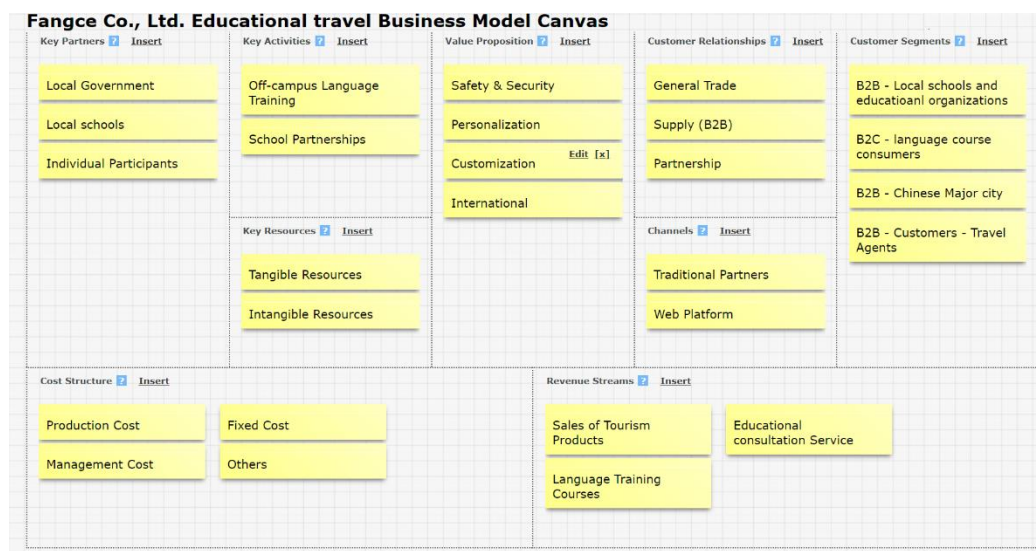 Fangce Co., Ltd. Educational travel Business Model Canvas
Key Partners ? Insert
Local Government
Local schools
Individual Participants
Key Activities ? Insert
Off-campus Language
Training
School Partnerships
Key Resources ? Insert
Tangible Resources
Intangible Resources
Value Proposition ? Insert
Safety & Security
Personalization
Customization Edit [x]
International
Customer Relationships ? Insert
General Trade
Supply (B2B)
Partnership
Channels ? Insert
Traditional Partners
Web Platform
Customer Segments ? Insert
B2B - Local schools and
educatioanl organizations
B2C - language course
consumers
B2B - Chinese Major city
B2B - Customers - Travel
Agents
Cost Structure ? Insert
Production Cost
Fixed Cost
Management Cost
Others
Revenue Streams ? Insert
Sales of Tourism
Products
Educational
consultation Service
Language Training
Courses